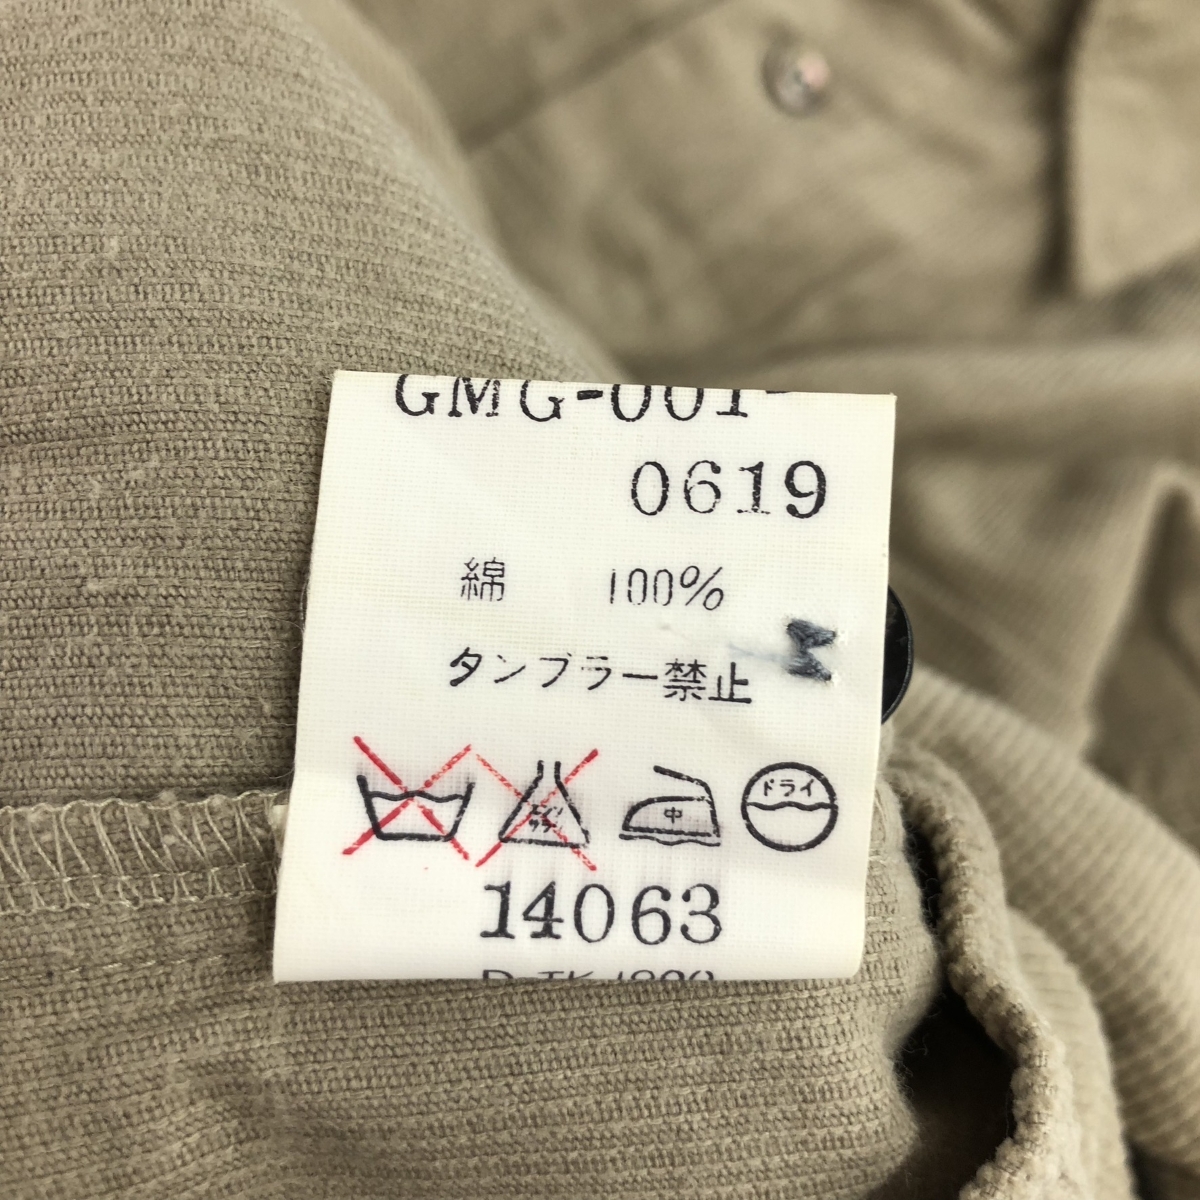 GMG-001-
0619
綿 100%
タンブラー禁止
中 ドライ
14063